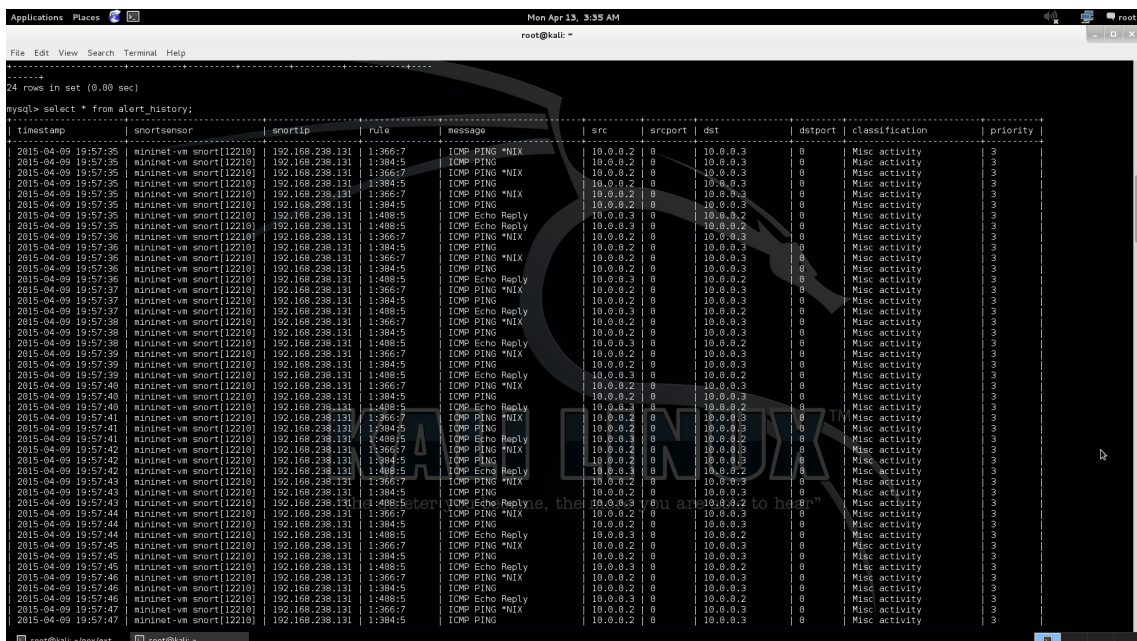 Applications Places Mon Apr 13, 3:35 AM root
root@kali: ~
File Edit View Search Terminal Help
24 rows in set (0.00 sec)
mysql> select * from alert_history;
| timestamp | snortsensor | snortip | rule | message | src | srcport | dst | dstport | classification | priority |
| 2015-04-09 19:57:35 | mininet-vm snort[12210] | 192.168.238.131 | 1:366:7 | ICMP PING *NIX | 10.0.0.2 | 0 | 10.0.0.3 | 0 | Misc activity | 3 |
| 2015-04-09 19:57:35 | mininet-vm snort[12210] | 192.168.238.131 | 1:384:5 | ICMP PING | 10.0.0.2 | 0 | 10.0.0.3 | 0 | Misc activity | 3 |
| 2015-04-09 19:57:35 | mininet-vm snort[12210] | 192.168.238.131 | 1:366:7 | ICMP PING *NIX | 10.0.0.2 | 0 | 10.0.0.3 | 0 | Misc activity | 3 |
| 2015-04-09 19:57:35 | mininet-vm snort[12210] | 192.168.238.131 | 1:384:5 | ICMP PING | 10.0.0.2 | 0 | 10.0.0.3 | 0 | Misc activity | 3 |
| 2015-04-09 19:57:35 | mininet-vm snort[12210] | 192.168.238.131 | 1:366:7 | ICMP PING *NIX | 10.0.0.2 | 0 | 10.0.0.3 | 0 | Misc activity | 3 |
| 2015-04-09 19:57:35 | mininet-vm snort[12210] | 192.168.238.131 | 1:384:5 | ICMP PING | 10.0.0.2 | 0 | 10.0.0.3 | 0 | Misc activity | 3 |
| 2015-04-09 19:57:35 | mininet-vm snort[12210] | 192.168.238.131 | 1:408:5 | ICMP Echo Reply | 10.0.0.3 | 0 | 10.0.0.2 | 0 | Misc activity | 3 |
| 2015-04-09 19:57:35 | mininet-vm snort[12210] | 192.168.238.131 | 1:408:5 | ICMP Echo Reply | 10.0.0.3 | 0 | 10.0.0.2 | 0 | Misc activity | 3 |
| 2015-04-09 19:57:36 | mininet-vm snort[12210] | 192.168.238.131 | 1:366:7 | ICMP PING *NIX | 10.0.0.2 | 0 | 10.0.0.3 | 0 | Misc activity | 3 |
| 2015-04-09 19:57:36 | mininet-vm snort[12210] | 192.168.238.131 | 1:384:5 | ICMP PING | 10.0.0.2 | 0 | 10.0.0.3 | 0 | Misc activity | 3 |
| 2015-04-09 19:57:36 | mininet-vm snort[12210] | 192.168.238.131 | 1:366:7 | ICMP PING *NIX | 10.0.0.2 | 0 | 10.0.0.3 | 0 | Misc activity | 3 |
| 2015-04-09 19:57:36 | mininet-vm snort[12210] | 192.168.238.131 | 1:384:5 | ICMP PING | 10.0.0.2 | 0 | 10.0.0.3 | 0 | Misc activity | 3 |
| 2015-04-09 19:57:36 | mininet-vm snort[12210] | 192.168.238.131 | 1:408:5 | ICMP Echo Reply | 10.0.0.3 | 0 | 10.0.0.2 | 0 | Misc activity | 3 |
| 2015-04-09 19:57:37 | mininet-vm snort[12210] | 192.168.238.131 | 1:366:7 | ICMP PING *NIX | 10.0.0.2 | 0 | 10.0.0.3 | 0 | Misc activity | 3 |
| 2015-04-09 19:57:37 | mininet-vm snort[12210] | 192.168.238.131 | 1:384:5 | ICMP PING | 10.0.0.2 | 0 | 10.0.0.3 | 0 | Misc activity | 3 |
| 2015-04-09 19:57:37 | mininet-vm snort[12210] | 192.168.238.131 | 1:408:5 | ICMP Echo Reply | 10.0.0.3 | 0 | 10.0.0.2 | 0 | Misc activity | 3 |
| 2015-04-09 19:57:38 | mininet-vm snort[12210] | 192.168.238.131 | 1:366:7 | ICMP PING *NIX | 10.0.0.2 | 0 | 10.0.0.3 | 0 | Misc activity | 3 |
| 2015-04-09 19:57:38 | mininet-vm snort[12210] | 192.168.238.131 | 1:384:5 | ICMP PING | 10.0.0.2 | 0 | 10.0.0.3 | 0 | Misc activity | 3 |
| 2015-04-09 19:57:38 | mininet-vm snort[12210] | 192.168.238.131 | 1:408:5 | ICMP Echo Reply | 10.0.0.3 | 0 | 10.0.0.2 | 0 | Misc activity | 3 |
| 2015-04-09 19:57:39 | mininet-vm snort[12210] | 192.168.238.131 | 1:366:7 | ICMP PING *NIX | 10.0.0.2 | 0 | 10.0.0.3 | 0 | Misc activity | 3 |
| 2015-04-09 19:57:39 | mininet-vm snort[12210] | 192.168.238.131 | 1:384:5 | ICMP PING | 10.0.0.2 | 0 | 10.0.0.3 | 0 | Misc activity | 3 |
| 2015-04-09 19:57:39 | mininet-vm snort[12210] | 192.168.238.131 | 1:408:5 | ICMP Echo Reply | 10.0.0.3 | 0 | 10.0.0.2 | 0 | Misc activity | 3 |
| 2015-04-09 19:57:40 | mininet-vm snort[12210] | 192.168.238.131 | 1:366:7 | ICMP PING *NIX | 10.0.0.2 | 0 | 10.0.0.3 | 0 | Misc activity | 3 |
| 2015-04-09 19:57:40 | mininet-vm snort[12210] | 192.168.238.131 | 1:384:5 | ICMP PING | 10.0.0.2 | 0 | 10.0.0.3 | 0 | Misc activity | 3 |
| 2015-04-09 19:57:40 | mininet-vm snort[12210] | 192.168.238.131 | 1:408:5 | ICMP Echo Reply | 10.0.0.3 | 0 | 10.0.0.2 | 0 | Misc activity | 3 |
| 2015-04-09 19:57:41 | mininet-vm snort[12210] | 192.168.238.131 | 1:366:7 | ICMP PING *NIX | 10.0.0.2 | 0 | 10.0.0.3 | 0 | Misc activity | 3 |
| 2015-04-09 19:57:41 | mininet-vm snort[12210] | 192.168.238.131 | 1:384:5 | ICMP PING | 10.0.0.2 | 0 | 10.0.0.3 | 0 | Misc activity | 3 |
| 2015-04-09 19:57:41 | mininet-vm snort[12210] | 192.168.238.131 | 1:408:5 | ICMP Echo Reply | 10.0.0.3 | 0 | 10.0.0.2 | 0 | Misc activity | 3 |
| 2015-04-09 19:57:42 | mininet-vm snort[12210] | 192.168.238.131 | 1:366:7 | ICMP PING *NIX | 10.0.0.2 | 0 | 10.0.0.3 | 0 | Misc activity | 3 |
| 2015-04-09 19:57:42 | mininet-vm snort[12210] | 192.168.238.131 | 1:384:5 | ICMP PING | 10.0.0.2 | 0 | 10.0.0.3 | 0 | Misc activity | 3 |
| 2015-04-09 19:57:42 | mininet-vm snort[12210] | 192.168.238.131 | 1:408:5 | ICMP Echo Reply | 10.0.0.3 | 0 | 10.0.0.2 | 0 | Misc activity | 3 |
| 2015-04-09 19:57:43 | mininet-vm snort[12210] | 192.168.238.131 | 1:366:7 | ICMP PING *NIX | 10.0.0.2 | 0 | 10.0.0.3 | 0 | Misc activity | 3 |
| 2015-04-09 19:57:43 | mininet-vm snort[12210] | 192.168.238.131 | 1:384:5 | ICMP PING | 10.0.0.2 | 0 | 10.0.0.3 | 0 | Misc activity | 3 |
| 2015-04-09 19:57:43 | mininet-vm snort[12210] | 192.168.238.131 | 1:408:5 | ICMP Echo Reply | 10.0.0.3 | 0 | 10.0.0.2 | 0 | Misc activity | 3 |
| 2015-04-09 19:57:44 | mininet-vm snort[12210] | 192.168.238.131 | 1:366:7 | ICMP PING *NIX | 10.0.0.2 | 0 | 10.0.0.3 | 0 | Misc activity | 3 |
| 2015-04-09 19:57:44 | mininet-vm snort[12210] | 192.168.238.131 | 1:384:5 | ICMP PING | 10.0.0.2 | 0 | 10.0.0.3 | 0 | Misc activity | 3 |
| 2015-04-09 19:57:44 | mininet-vm snort[12210] | 192.168.238.131 | 1:408:5 | ICMP Echo Reply | 10.0.0.3 | 0 | 10.0.0.2 | 0 | Misc activity | 3 |
| 2015-04-09 19:57:45 | mininet-vm snort[12210] | 192.168.238.131 | 1:366:7 | ICMP PING *NIX | 10.0.0.2 | 0 | 10.0.0.3 | 0 | Misc activity | 3 |
| 2015-04-09 19:57:45 | mininet-vm snort[12210] | 192.168.238.131 | 1:384:5 | ICMP PING | 10.0.0.2 | 0 | 10.0.0.3 | 0 | Misc activity | 3 |
| 2015-04-09 19:57:45 | mininet-vm snort[12210] | 192.168.238.131 | 1:408:5 | ICMP Echo Reply | 10.0.0.3 | 0 | 10.0.0.2 | 0 | Misc activity | 3 |
| 2015-04-09 19:57:46 | mininet-vm snort[12210] | 192.168.238.131 | 1:366:7 | ICMP PING *NIX | 10.0.0.2 | 0 | 10.0.0.3 | 0 | Misc activity | 3 |
| 2015-04-09 19:57:46 | mininet-vm snort[12210] | 192.168.238.131 | 1:384:5 | ICMP PING | 10.0.0.2 | 0 | 10.0.0.3 | 0 | Misc activity | 3 |
| 2015-04-09 19:57:46 | mininet-vm snort[12210] | 192.168.238.131 | 1:408:5 | ICMP Echo Reply | 10.0.0.3 | 0 | 10.0.0.2 | 0 | Misc activity | 3 |
| 2015-04-09 19:57:47 | mininet-vm snort[12210] | 192.168.238.131 | 1:366:7 | ICMP PING *NIX | 10.0.0.2 | 0 | 10.0.0.3 | 0 | Misc activity | 3 |
| 2015-04-09 19:57:47 | mininet-vm snort[12210] | 192.168.238.131 | 1:384:5 | ICMP PING | 10.0.0.2 | 0 | 10.0.0.3 | 0 | Misc activity | 3 |
KALI LINUX TM
the you are to hear"
root@kali: ~/pox/ext root@kali: ~